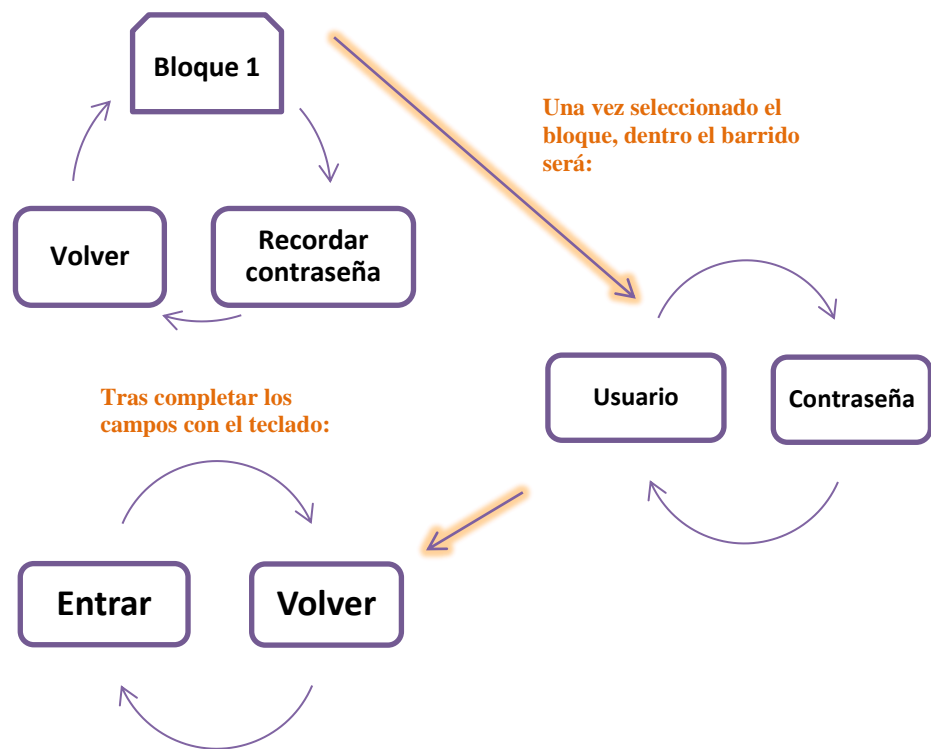 Bloque 1
Una vez seleccionado el
bloque, dentro el barrido
será:
Volver
Recordar
contraseña
Usuario
Contraseña
Tras completar los
campos con el teclado:
Entrar
Volver